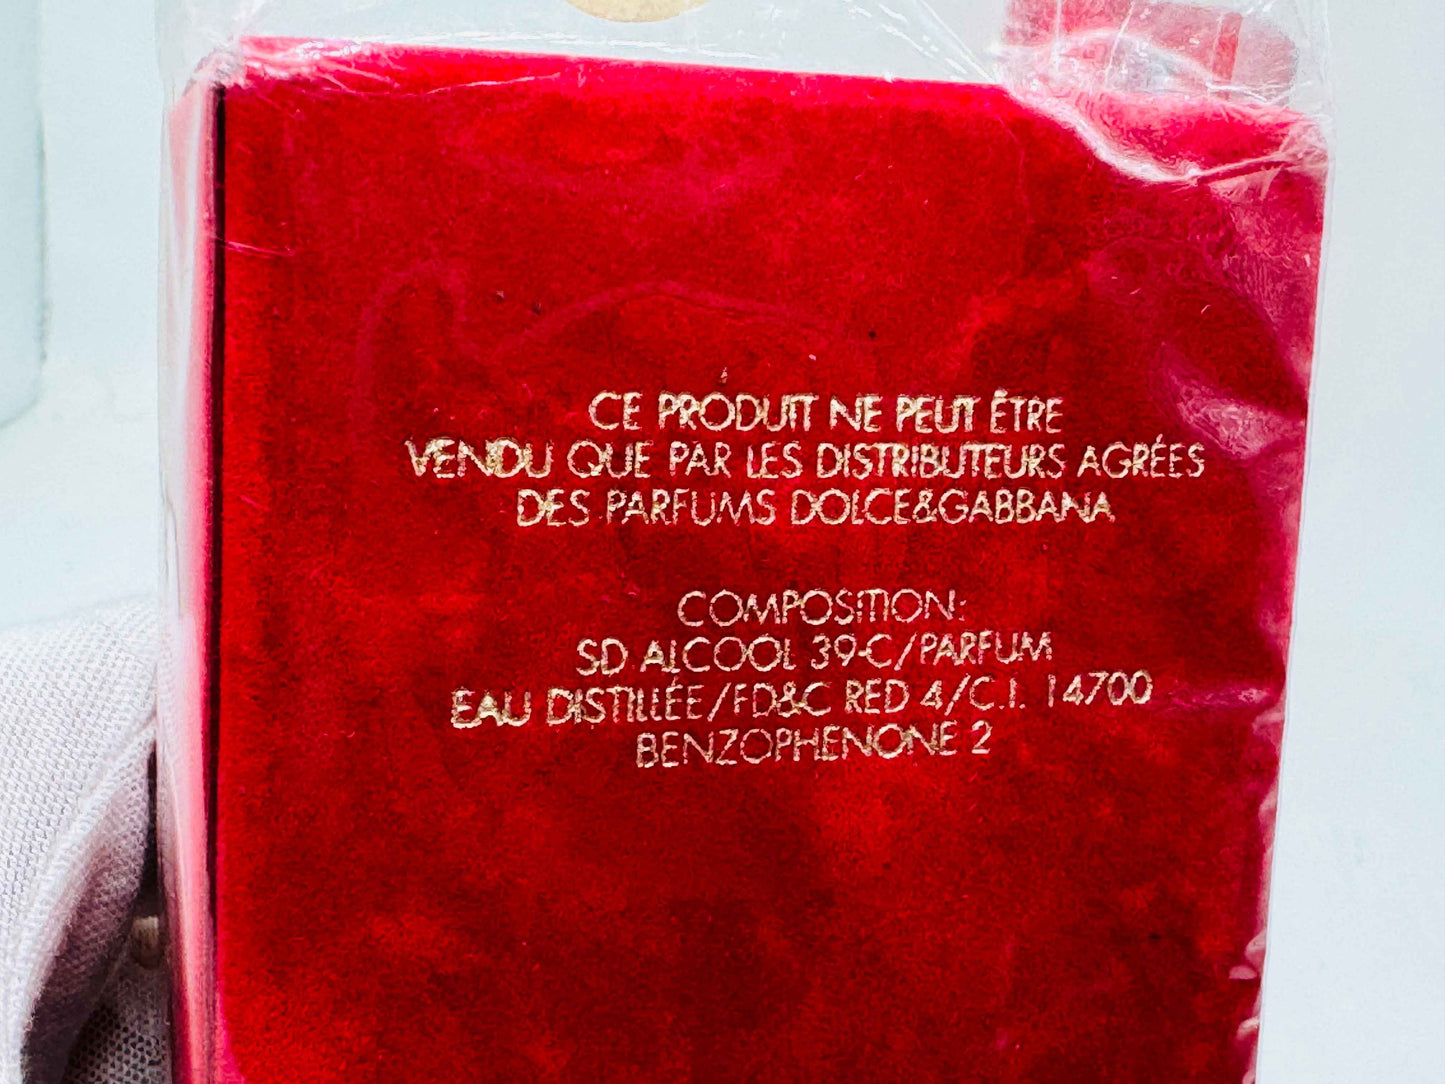 CE PRODUIT NE PEUT ÊTRE
VENDU QUE PAR LES DISTRIBUTEURS AGRÉES
DES PARFUMS DOLCE&GABBANA
COMPOSITION:
SD ALCOOL 39-C/PARFUM
EAU DISTILLÉE/FD&C RED 4/C.I. 14700
BENZOPHENONE 2